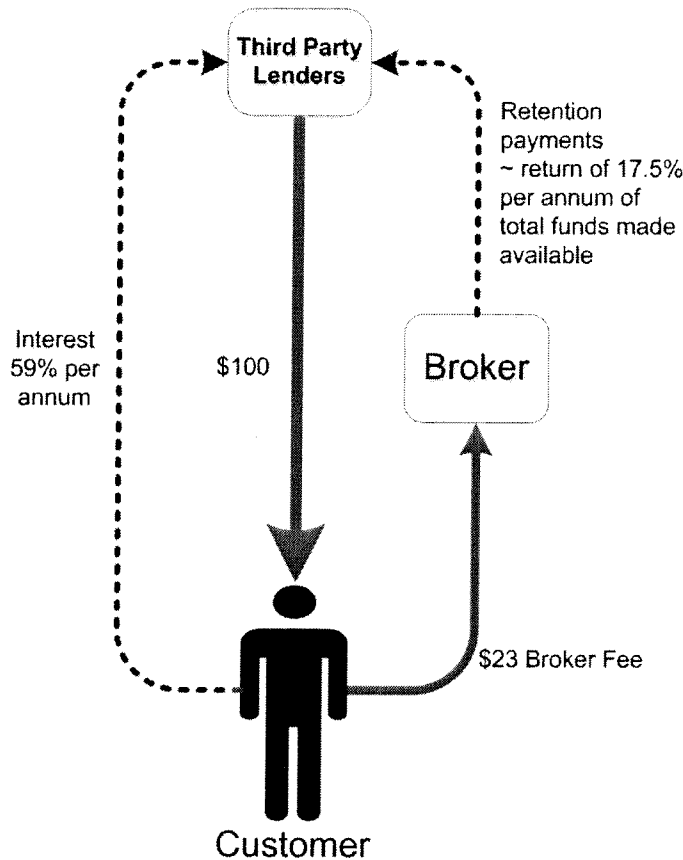 Third Party
Lenders
Retention
payments
~ return of 17.5%
per annum of
total funds made
available
Interest
59% per
annum
$100
Broker
$23 Broker Fee
Customer